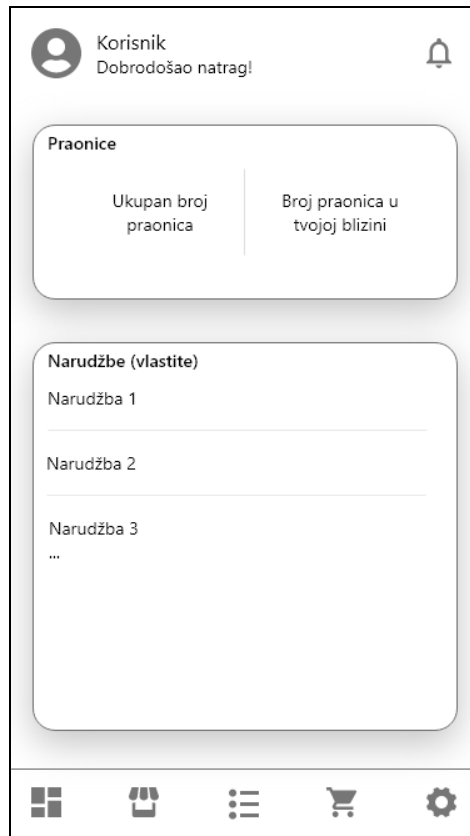 Korisnik
Dobrodošao natrag!
Praonice
Ukupan broj
praonica
Broj praonica u
tvojoj blizini
Narudžbe (vlastite)
Narudžba 1
Narudžba 2
Narudžba 3
...